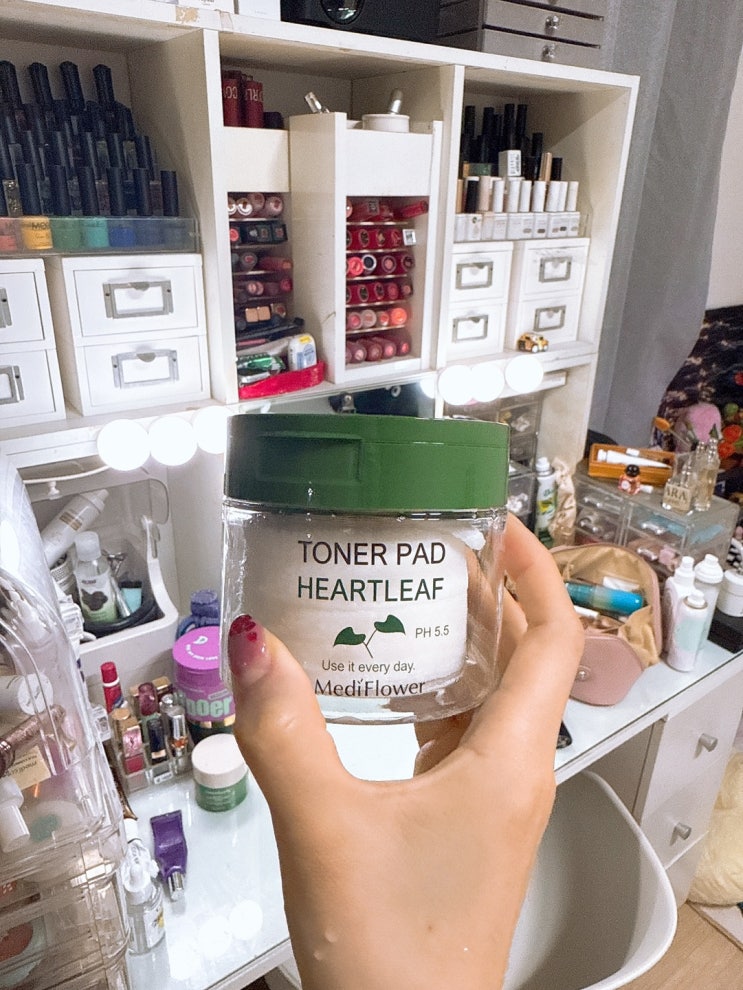 TONER PAD
HEARTLEAF
PH 5.5
Use it every day.
MediFlower